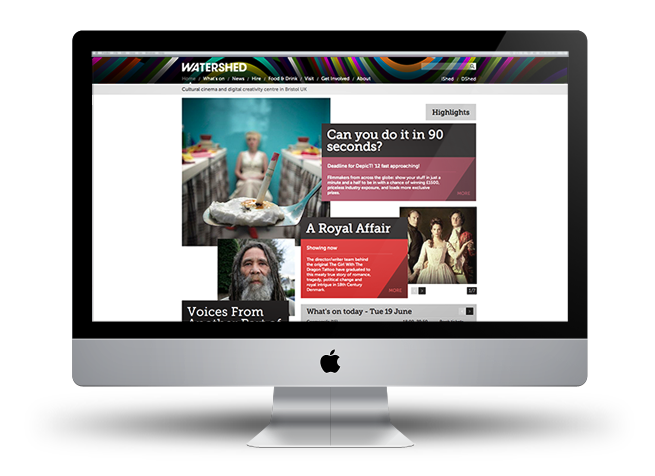 WATERSHED
Home / What's on / News / Hire / Food & Drink / Visit / Get Involved / About
iShed / DShed
Cultural cinema and digital creativity centre in Bristol UK
Highlights
Can you do it in 90
seconds?
Deadline for DepicT! '12 fast approaching!
Filmmakers from across the globe: show your stuff in just a
minute and a half to be in with a chance of winning £1500,
priceless industry exposure, and loads more exclusive
prizes.
MORE
A Royal Affair
Showing now
The director/writer team behind
the original The Girl With The
Dragon Tattoo have graduated to
this meaty true story of romance,
tragedy, political change and
royal intrigue in 18th Century
Denmark.
MORE
1/7
Voices From
Another Part of
What's on today - Tue 19 June